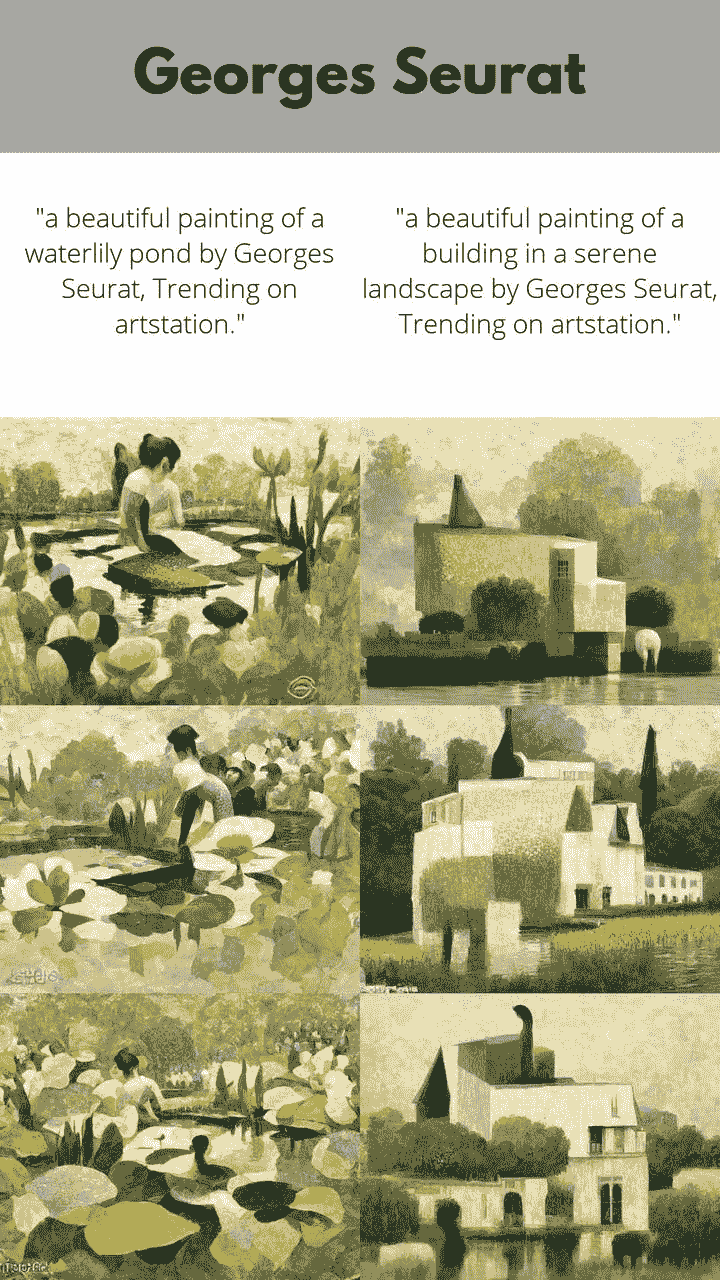 Georges Seurat
"a beautiful painting of a
waterlily pond by Georges
Seurat, Trending on
artstation."
"a beautiful painting of a
building in a serene
landscape by Georges Seurat,
Trending on artstation."